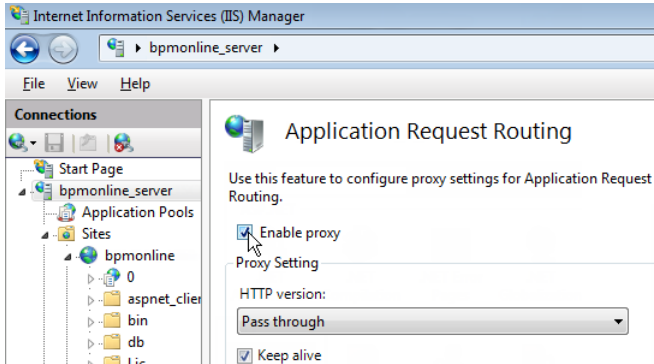 Internet Information Services (IIS) Manager
bpmonline_server
File View Help
Connections
Start Page
bpmonline_server
Application Pools
Sites
bpmonline
0
aspnet_clier
bin
db
Lic
Application Request Routing
Use this feature to configure proxy settings for Application Request
Routing.
Enable proxy
Proxy Setting
HTTP version:
Pass through
Keep alive